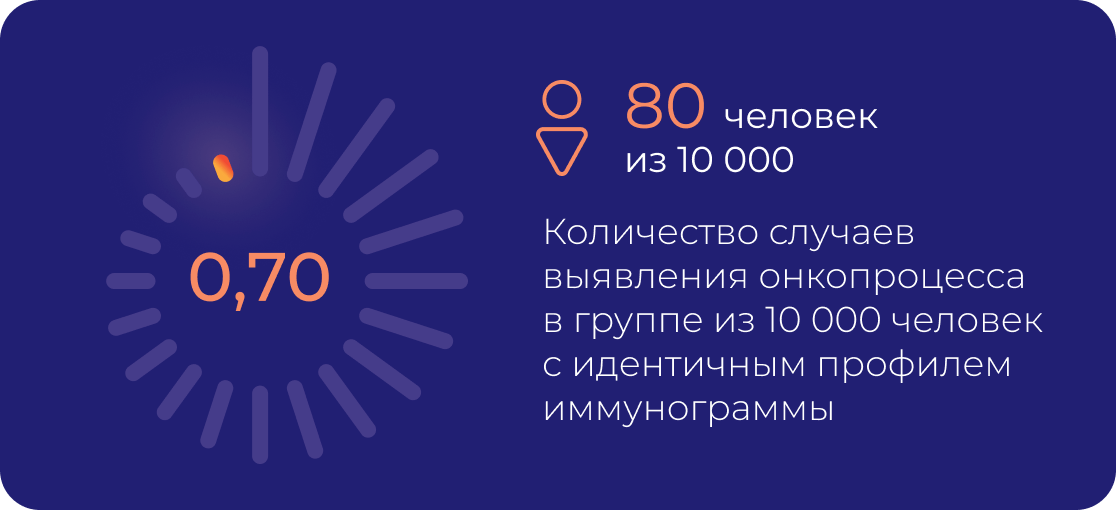 0,70
80 человек
из 10 000
Количество случаев
выявления онкопроцесса
в группе из 10 000 человек
с идентичным профилем
иммунограммы